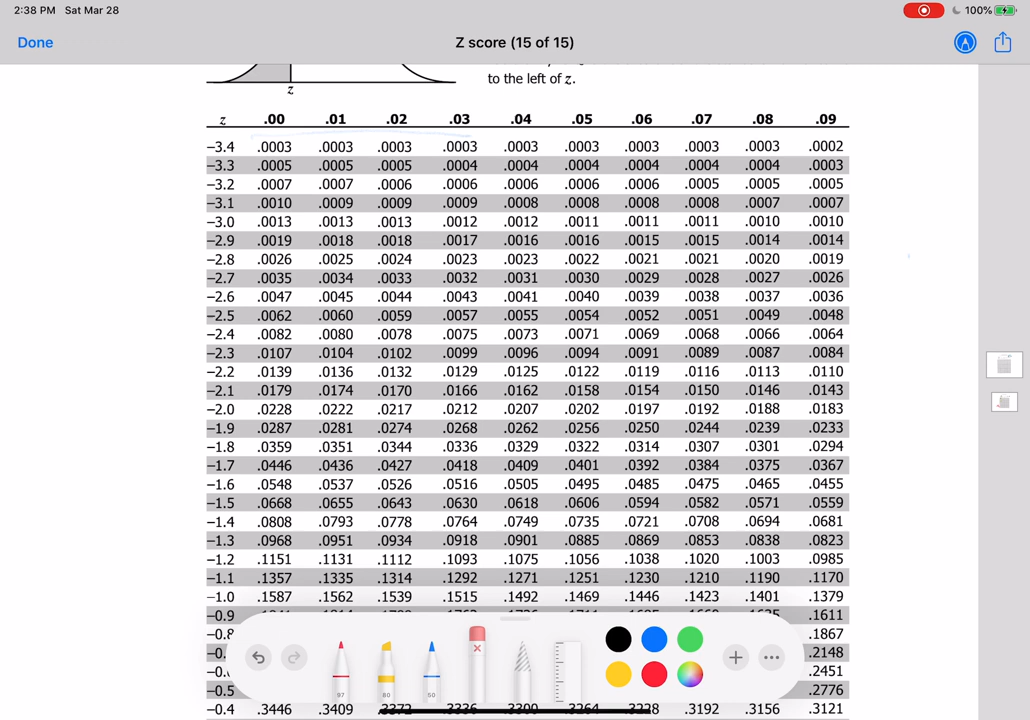 2:38 PM Sat Mar 28 100%
Done Z score (15 of 15)
to the left of z.
z
z .00 .01 .02 .03 .04 .05 .06 .07 .08 .09
−3.4 .0003 .0003 .0003 .0003 .0003 .0003 .0003 .0003 .0003 .0002
−3.3 .0005 .0005 .0005 .0004 .0004 .0004 .0004 .0004 .0004 .0003
−3.2 .0007 .0007 .0006 .0006 .0006 .0006 .0006 .0005 .0005 .0005
−3.1 .0010 .0009 .0009 .0009 .0008 .0008 .0008 .0008 .0007 .0007
−3.0 .0013 .0013 .0013 .0012 .0012 .0011 .0011 .0011 .0010 .0010
−2.9 .0019 .0018 .0018 .0017 .0016 .0016 .0015 .0015 .0014 .0014
−2.8 .0026 .0025 .0024 .0023 .0023 .0022 .0021 .0021 .0020 .0019
−2.7 .0035 .0034 .0033 .0032 .0031 .0030 .0029 .0028 .0027 .0026
−2.6 .0047 .0045 .0044 .0043 .0041 .0040 .0039 .0038 .0037 .0036
−2.5 .0062 .0060 .0059 .0057 .0055 .0054 .0052 .0051 .0049 .0048
−2.4 .0082 .0080 .0078 .0075 .0073 .0071 .0069 .0068 .0066 .0064
−2.3 .0107 .0104 .0102 .0099 .0096 .0094 .0091 .0089 .0087 .0084
−2.2 .0139 .0136 .0132 .0129 .0125 .0122 .0119 .0116 .0113 .0110
−2.1 .0179 .0174 .0170 .0166 .0162 .0158 .0154 .0150 .0146 .0143
−2.0 .0228 .0222 .0217 .0212 .0207 .0202 .0197 .0192 .0188 .0183
−1.9 .0287 .0281 .0274 .0268 .0262 .0256 .0250 .0244 .0239 .0233
−1.8 .0359 .0351 .0344 .0336 .0329 .0322 .0314 .0307 .0301 .0294
−1.7 .0446 .0436 .0427 .0418 .0409 .0401 .0392 .0384 .0375 .0367
−1.6 .0548 .0537 .0526 .0516 .0505 .0495 .0485 .0475 .0465 .0455
−1.5 .0668 .0655 .0643 .0630 .0618 .0606 .0594 .0582 .0571 .0559
−1.4 .0808 .0793 .0778 .0764 .0749 .0735 .0721 .0708 .0694 .0681
−1.3 .0968 .0951 .0934 .0918 .0901 .0885 .0869 .0853 .0838 .0823
−1.2 .1151 .1131 .1112 .1093 .1075 .1056 .1038 .1020 .1003 .0985
−1.1 .1357 .1335 .1314 .1292 .1271 .1251 .1230 .1210 .1190 .1170
−1.0 .1587 .1562 .1539 .1515 .1492 .1469 .1446 .1423 .1401 .1379
−0.9 .1611
−0.8 .1867
.2148
.2451
−0.5 .2776
97 80 50
−0.4 .3446 .3409 .3372 .3336 .3300 .3264 .3228 .3192 .3156 .3121